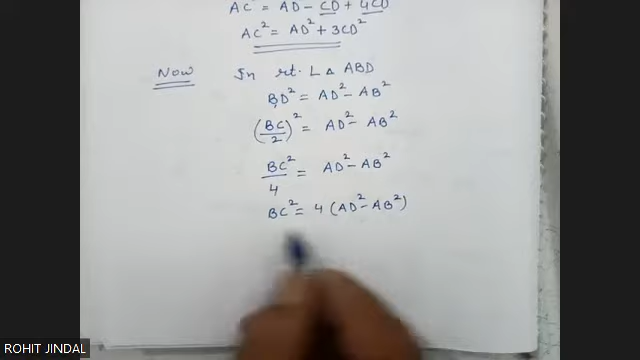 AC² = AD² - CD² + 4CD²
AC² = AD² + 3CD²
Now In rt. L △ ABD
BD² = AD² - AB²
(BC/2)² = AD² - AB²
BC²/4 = AD² - AB²
BC² = 4 (AD² - AB²)
ROHIT JINDAL